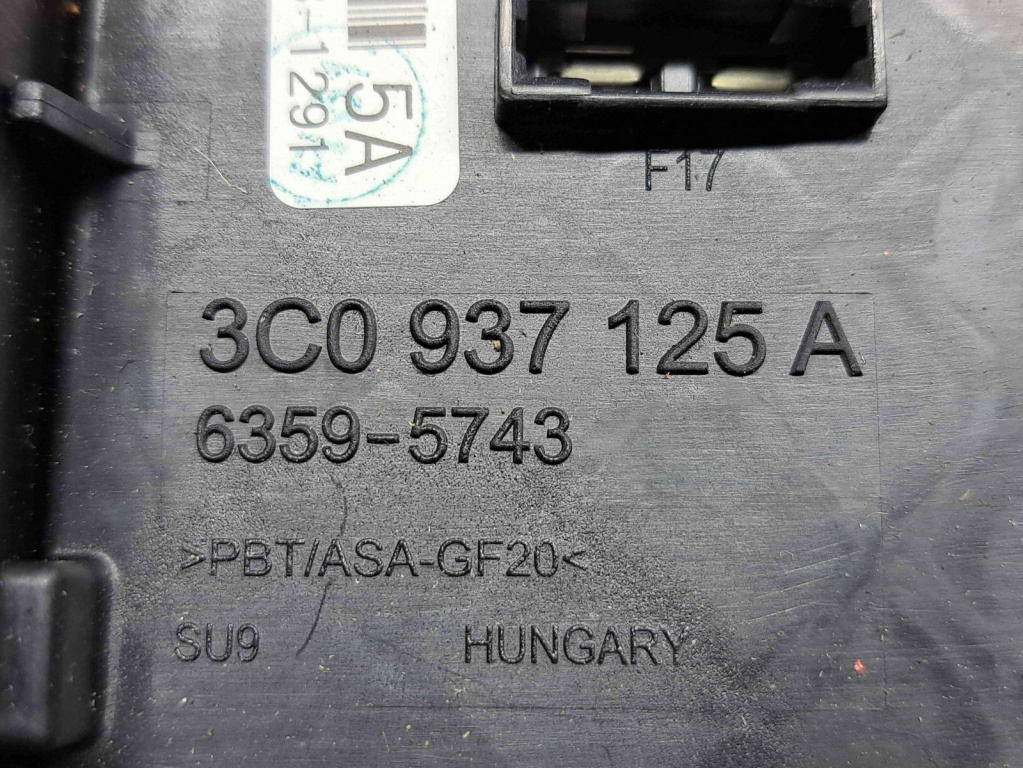 5A
1291
F17
3C0 937 125 A
6359-5743
>PBT/ASA-GF20<
SU9
HUNGARY